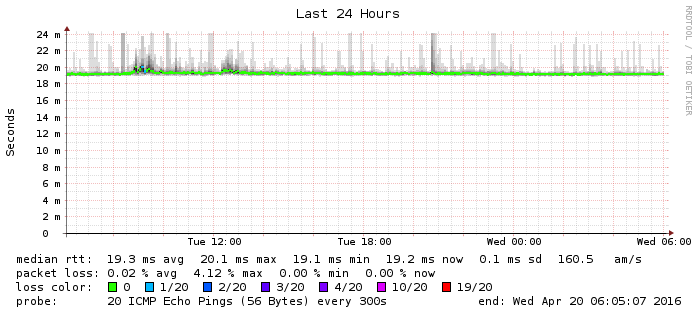 Last 24 Hours
RRDTOOL / TOBI OETIKER
Seconds
24 m
22 m
20 m
18 m
16 m
14 m
12 m
10 m
8 m
6 m
4 m
2 m
0
Tue 12:00 Tue 18:00 Wed 00:00 Wed 06:00
median rtt: 19.3 ms avg 20.1 ms max 19.1 ms min 19.2 ms now 0.1 ms sd 160.5 am/s
packet loss: 0.02 % avg 4.12 % max 0.00 % min 0.00 % now
loss color: 0 1/20 2/20 3/20 4/20 10/20 19/20
probe: 20 ICMP Echo Pings (56 Bytes) every 300s end: Wed Apr 20 06:05:07 2016